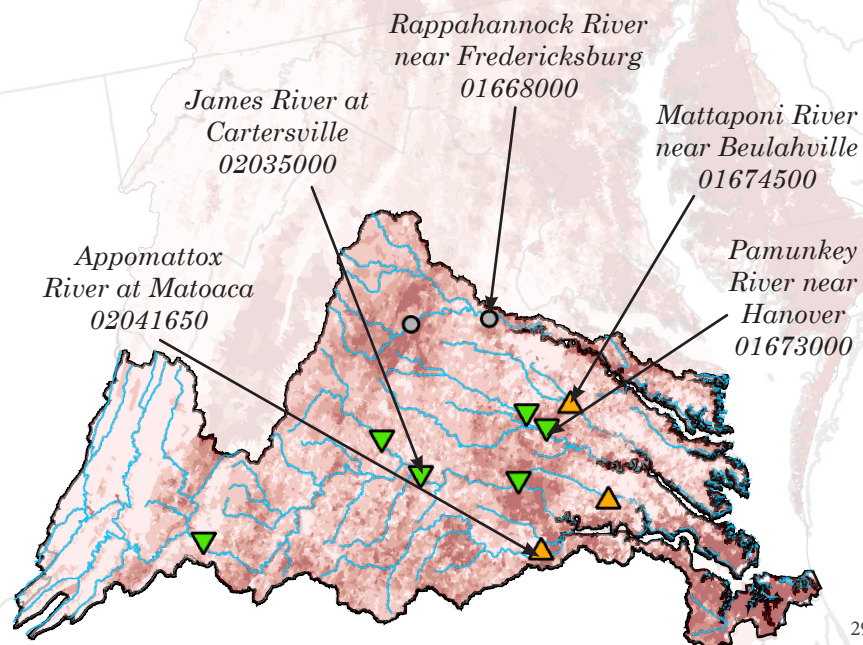 Rappahannock River
near Fredericksburg
01668000
James River at
Cartersville
02035000
Mattaponi River
near Beulahville
01674500
Appomattox
River at Matoaca
02041650
Pamunkey
River near
Hanover
01673000
29